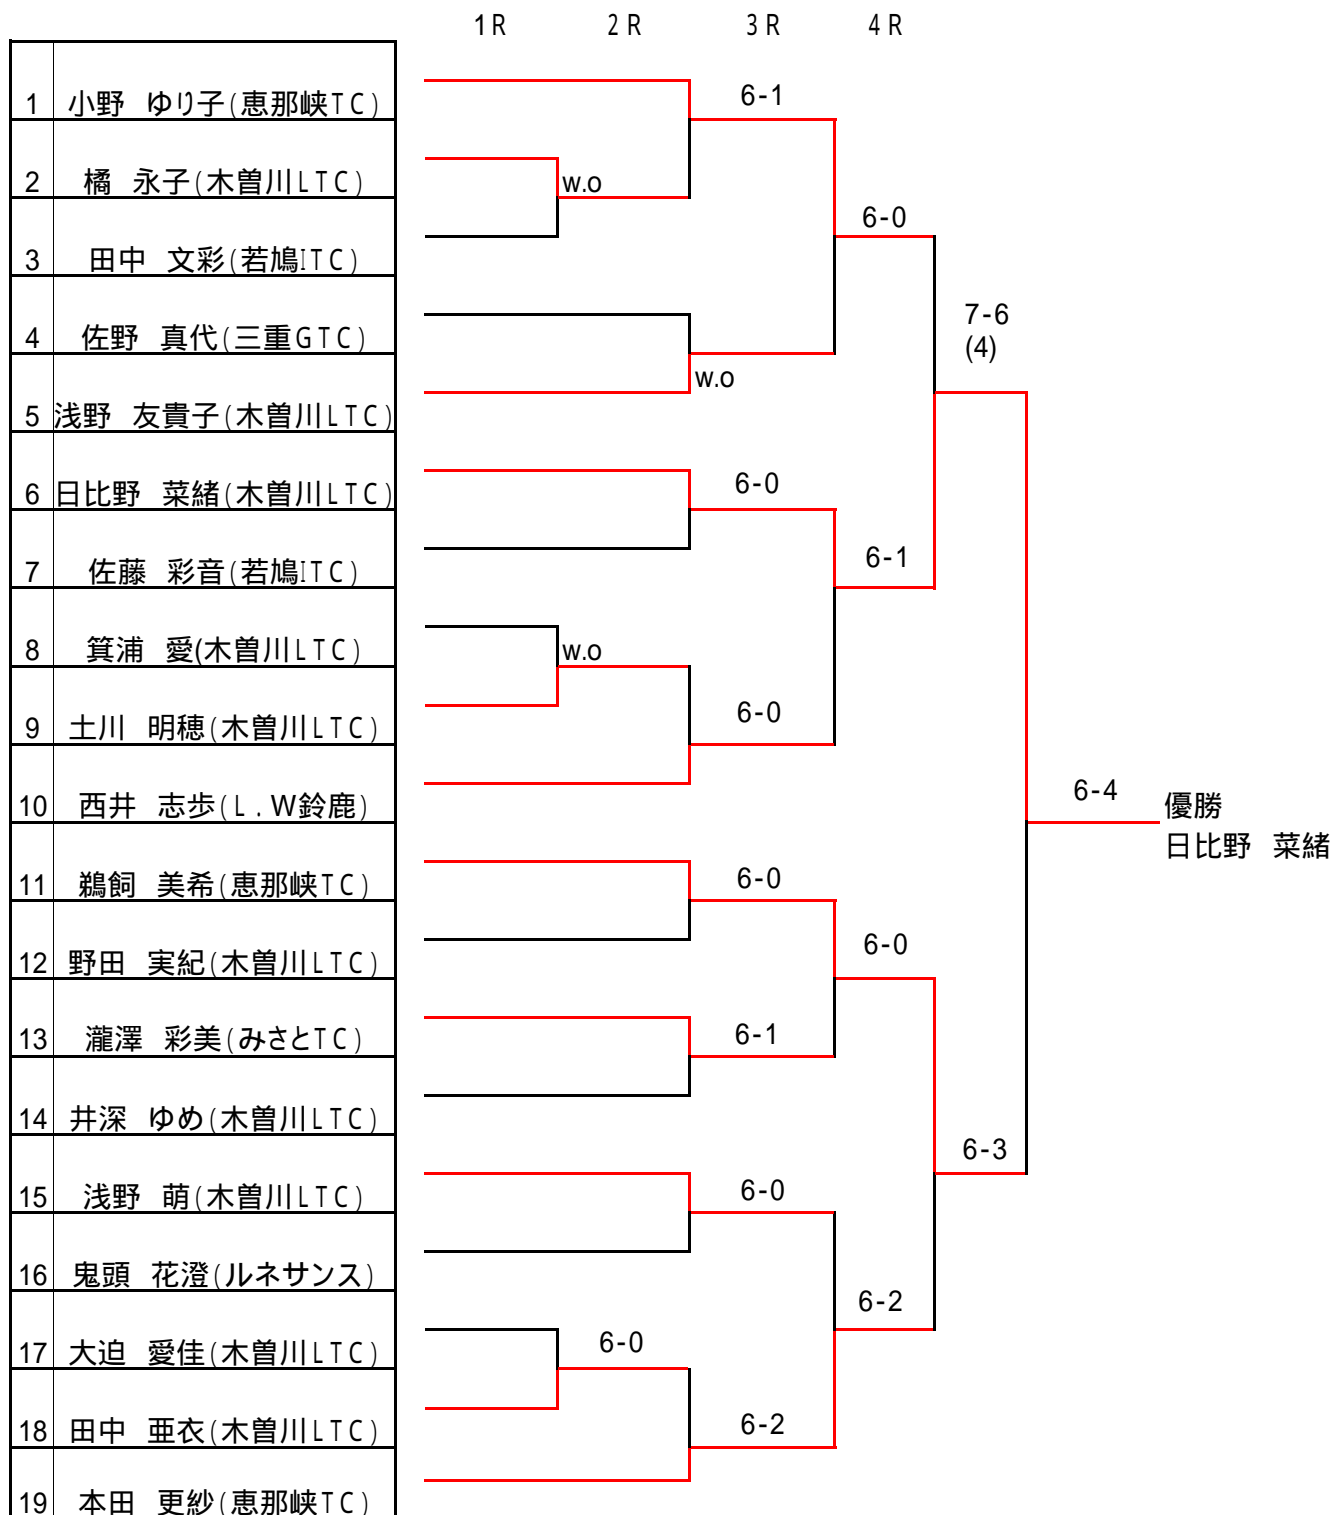 1R 2R 3R 4R
1 小野 ゆり子(恵那峡TC)
6-1
2 橘 永子(木曽川LTC)
w.o
6-0
3 田中 文彩(若鳩ITC)
4 佐野 真代(三重GTC)
7-6
(4)
w.o
5 浅野 友貴子(木曽川LTC)
6 日比野 菜緒(木曽川LTC)
6-0
7 佐藤 彩音(若鳩ITC)
6-1
8 箕浦 愛(木曽川LTC)
w.o
9 土川 明穂(木曽川LTC)
6-0
10 西井 志歩(L.W鈴鹿)
6-4
優勝
日比野 菜緒
11 鵜飼 美希(恵那峡TC)
6-0
12 野田 実紀(木曽川LTC)
6-0
13 瀧澤 彩美(みさとTC)
6-1
14 井深 ゆめ(木曽川LTC)
6-3
15 浅野 萌(木曽川LTC)
6-0
16 鬼頭 花澄(ルネサンス)
6-2
17 大迫 愛佳(木曽川LTC)
6-0
18 田中 亜衣(木曽川LTC)
6-2
19 本田 更紗(恵那峡TC)